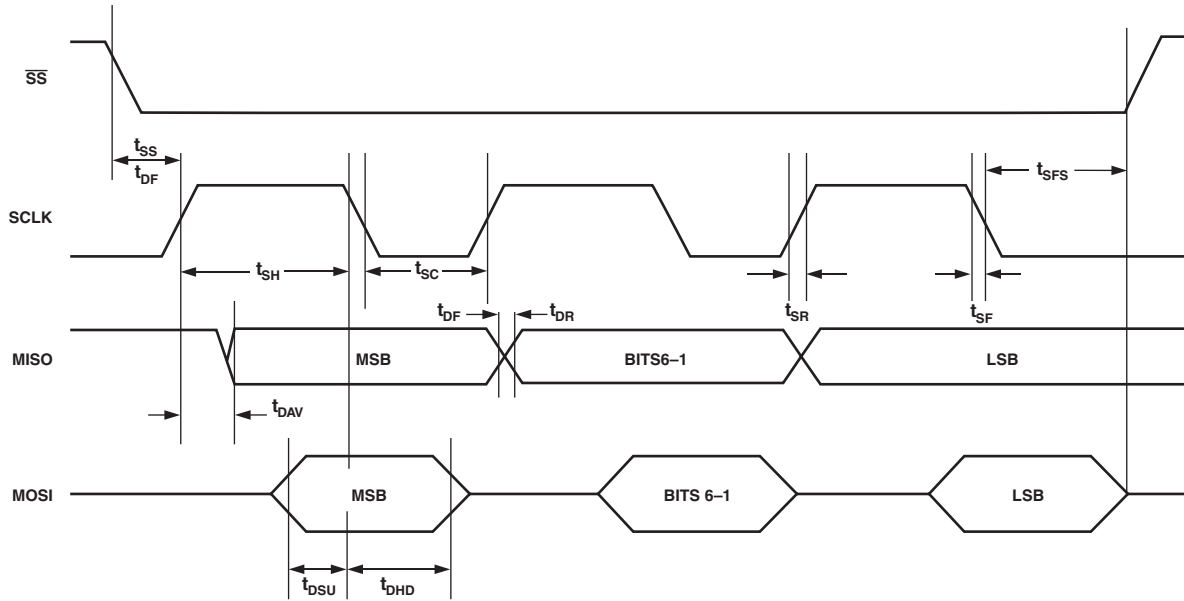 SS
tSS
tDF
tSFS
SCLK
tSH
tSC
tDF
tDR
tSR
tSF
MISO
MSB
BITS6–1
LSB
tDAV
MOSI
MSB
BITS 6–1
LSB
tDSU
tDHD